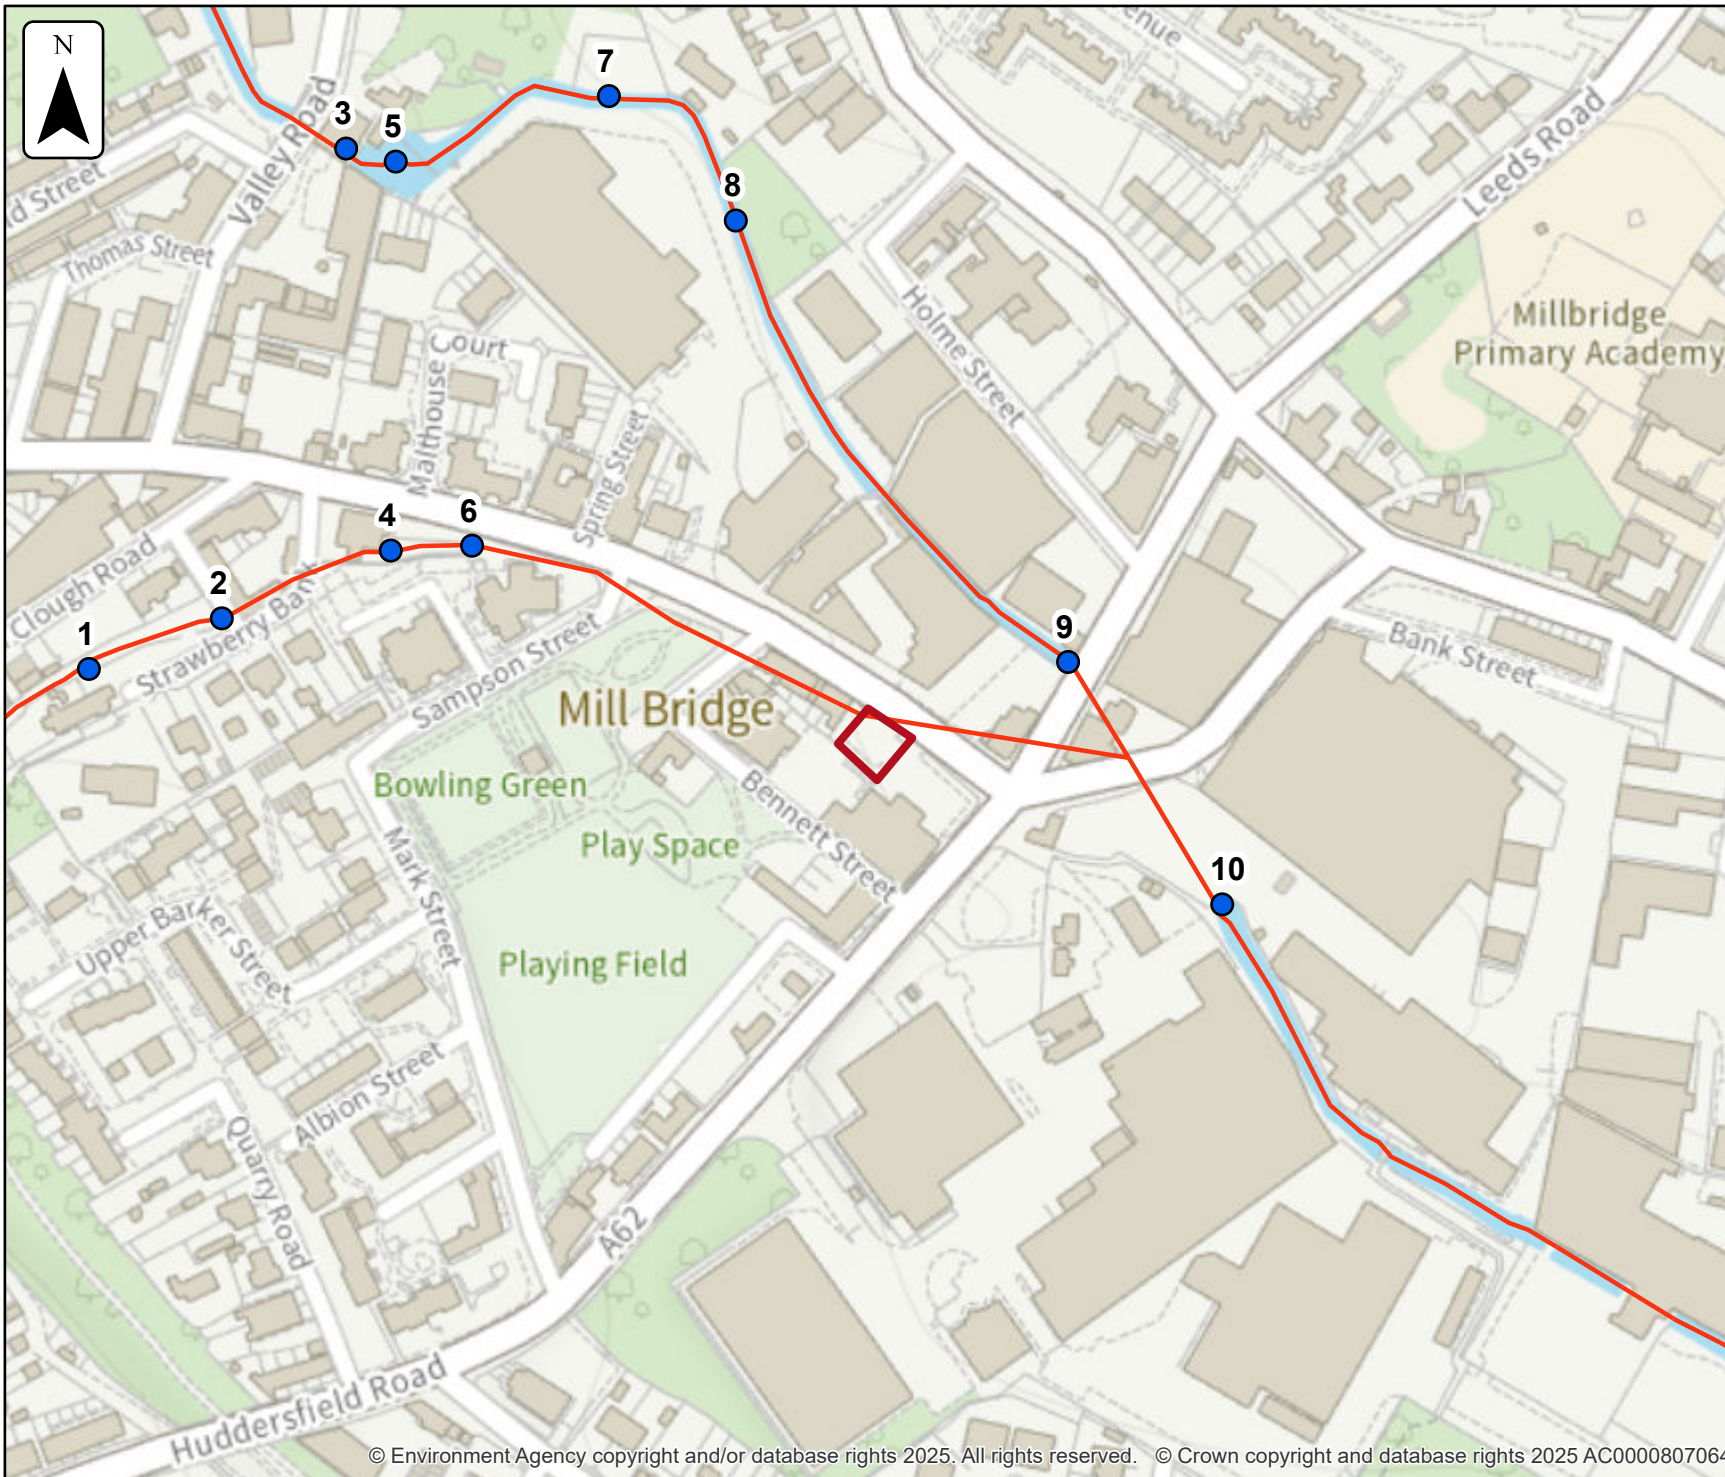 N
enue
7
3
5
Valley Road
Leeds Road
8
ld Street
Thomas Street
Holme Street
Millbridge
Primary Academy
Court
Malthouse
Spring Street
4
6
Clough Road
2
Strawberry Bank
1
Sampson Street
9
Bank Street
Mill Bridge
Bowling Green
Bennett Street
Play Space
Mark Street
10
Upper Barker Street
Playing Field
Albion Street
Quarry Road
A62
Huddersfield Road
© Environment Agency copyright and/or database rights 2025. All rights reserved. © Crown copyright and database rights 2025 AC000080706